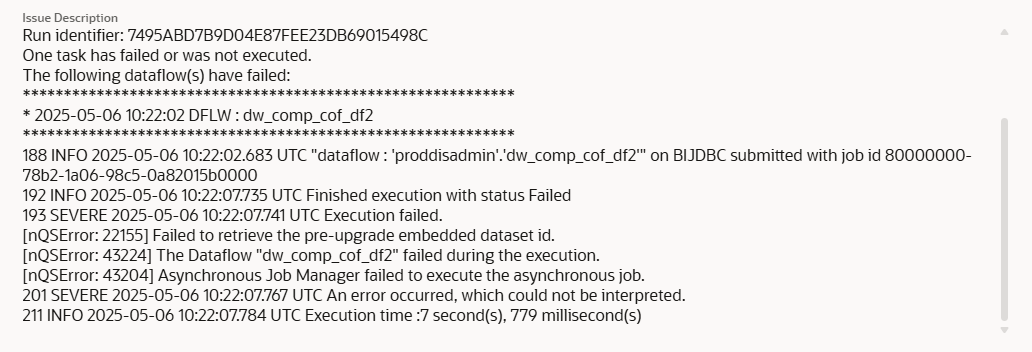 Issue Description
Run identifier: 7495ABD7B9D04E87FEE23DB69015498C
One task has failed or was not executed.
The following dataflow(s) have failed:
************************************************************
* 2025-05-06 10:22:02 DFLW : dw_comp_cof_df2
************************************************************
188 INFO 2025-05-06 10:22:02.683 UTC "dataflow : 'proddisadmin'.'dw_comp_cof_df2'" on BIJDBC submitted with job id 80000000-
78b2-1a06-98c5-0a82015b0000
192 INFO 2025-05-06 10:22:07.735 UTC Finished execution with status Failed
193 SEVERE 2025-05-06 10:22:07.741 UTC Execution failed.
[nQSError: 22155] Failed to retrieve the pre-upgrade embedded dataset id.
[nQSError: 43224] The Dataflow "dw_comp_cof_df2" failed during the execution.
[nQSError: 43204] Asynchronous Job Manager failed to execute the asynchronous job.
201 SEVERE 2025-05-06 10:22:07.767 UTC An error occurred, which could not be interpreted.
211 INFO 2025-05-06 10:22:07.784 UTC Execution time :7 second(s), 779 millisecond(s)